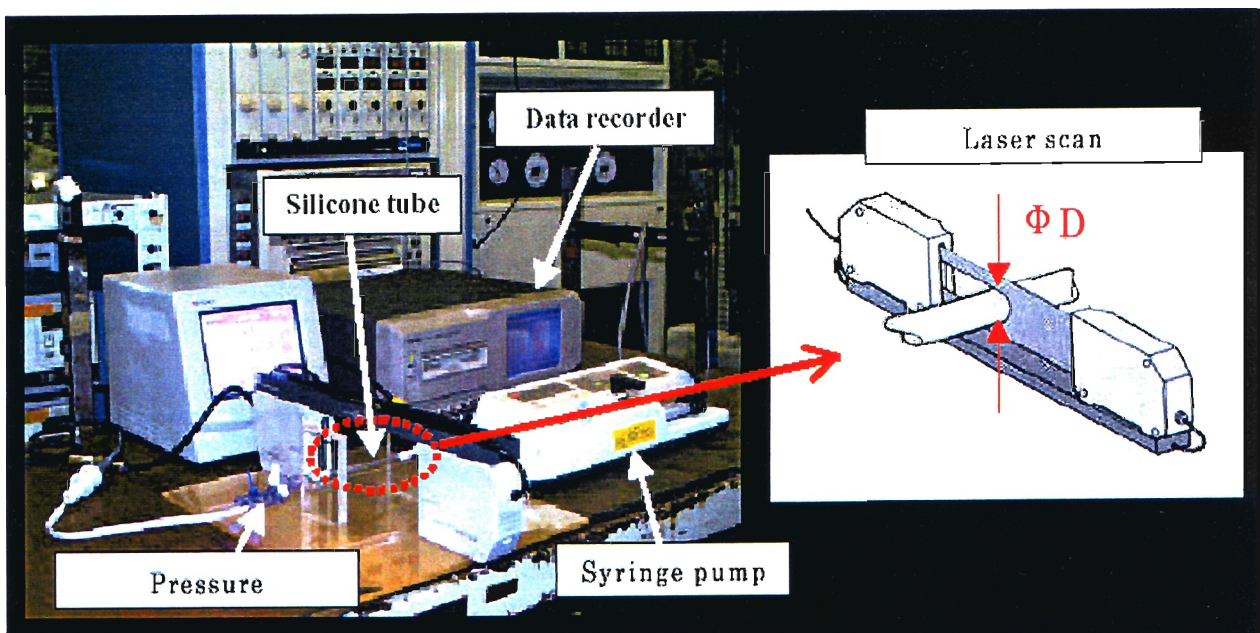 Data recorder
Laser scan
Silicone tube
ΦD
Pressure
Syringe pump